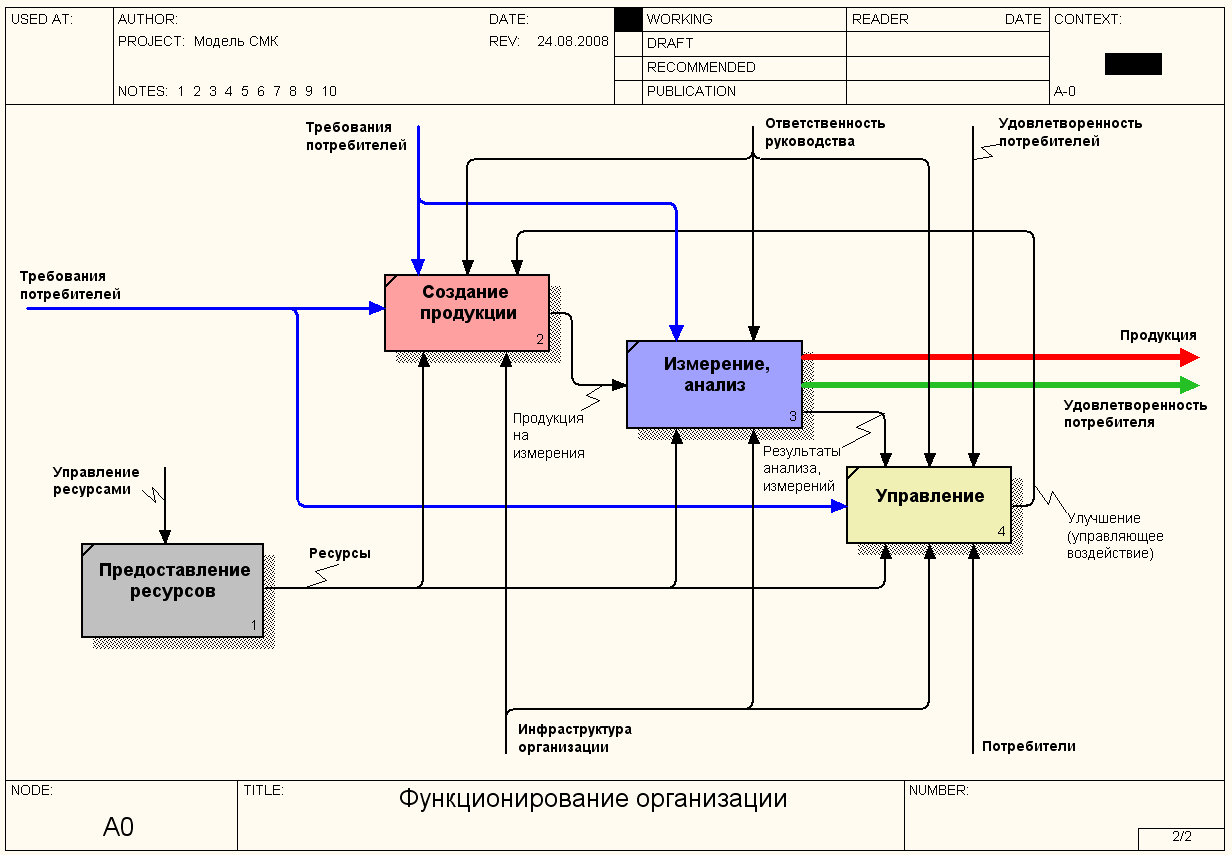 USED AT:
AUTHOR:
DATE:
PROJECT: Модель СМК
REV: 24.08.2008
NOTES: 1 2 3 4 5 6 7 8 9 10
WORKING
DRAFT
RECOMMENDED
PUBLICATION
READER
DATE
CONTEXT:
A-0
Требования
потребителей
Ответственность
руководства
Удовлетворенность
потребителей
Требования
потребителей
Создание
продукции
2
Измерение,
анализ
3
Продукция
Удовлетворенность
потребителя
Продукция
на
измерения
Результаты
анализа,
измерений
Управление
ресурсами
Управление
4
Улучшение
(управляющее
воздействие)
Ресурсы
Предоставление
ресурсов
1
Инфраструктура
организации
Потребители
NODE:
A0
TITLE:
Функционирование организации
NUMBER:
2/2